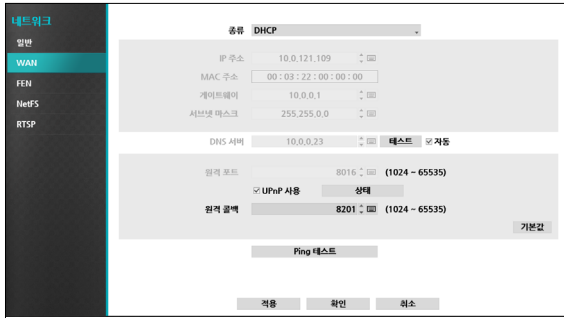 네트워크
일반
WAN
FEN
NetFS
RTSP
종류 DHCP
IP 주소 10,0,121,109
MAC 주소 00 : 03 : 22 : 00 : 00 : 00
게이트웨이 10,0,0,1
서브넷 마스크 255,255,0,0
DNS 서버 10,0,0,23 테스트 자동
원격 포트 8016 (1024 ~ 65535)
UPnP 사용 상태
원격 콜백 8201 (1024 ~ 65535)
기본값
Ping 테스트
적용 확인 취소